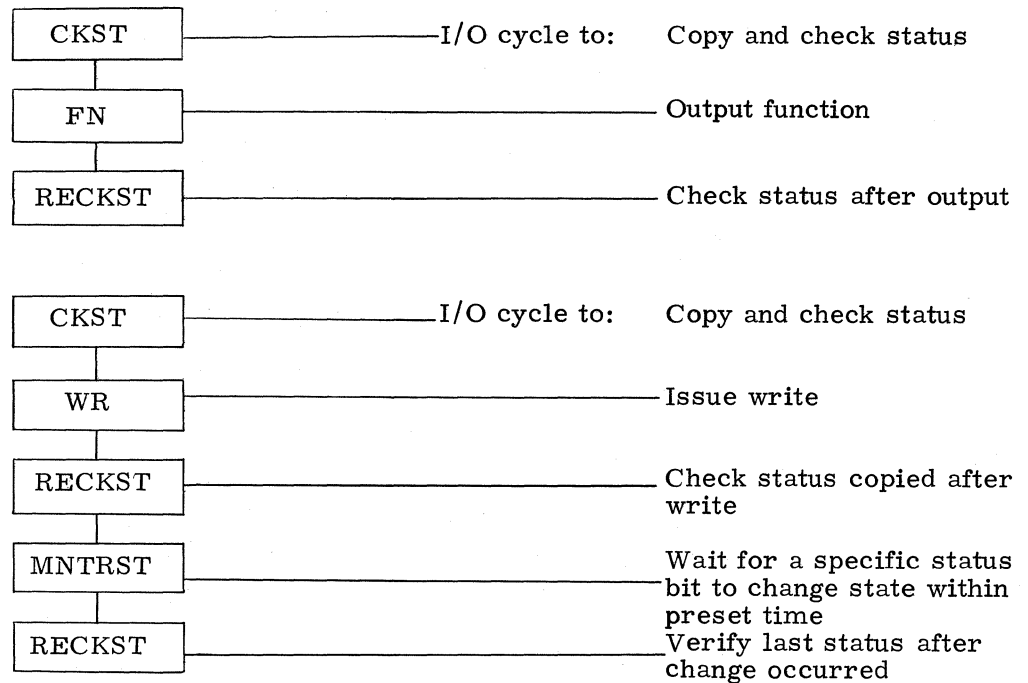 CKST I/O cycle to: Copy and check status
FN Output function
RECKST Check status after output
CKST I/O cycle to: Copy and check status
WR Issue write
RECKST Check status copied after
write
MNTRST Wait for a specific status
bit to change state within
preset time
RECKST Verify last status after
change occurred